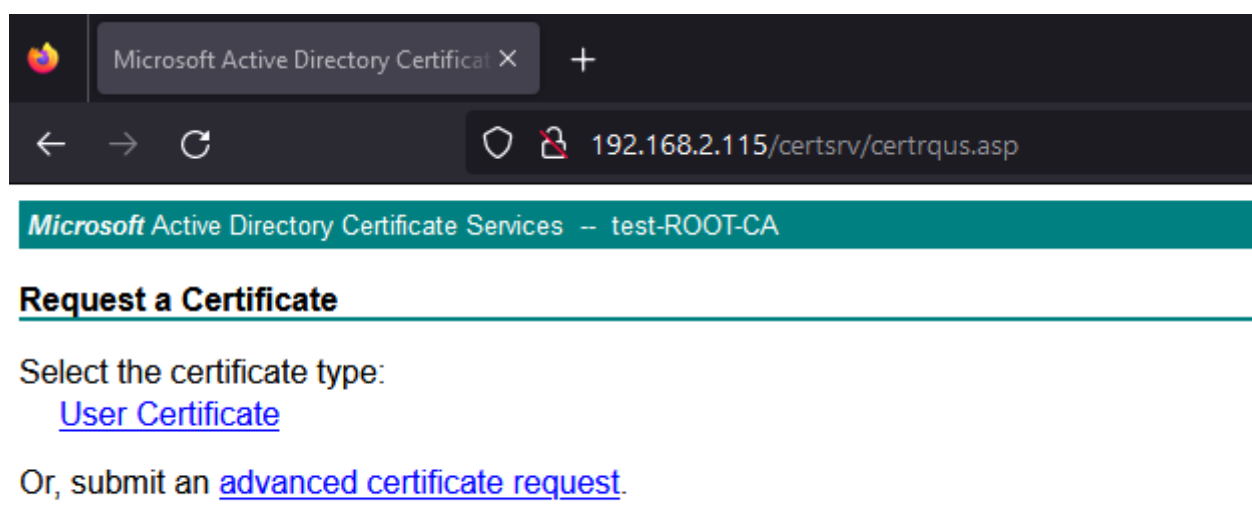 Microsoft Active Directory Certificat
192.168.2.115/certsrv/certrqus.asp
Microsoft Active Directory Certificate Services -- test-ROOT-CA
Request a Certificate
Select the certificate type:
User Certificate
Or, submit an advanced certificate request.